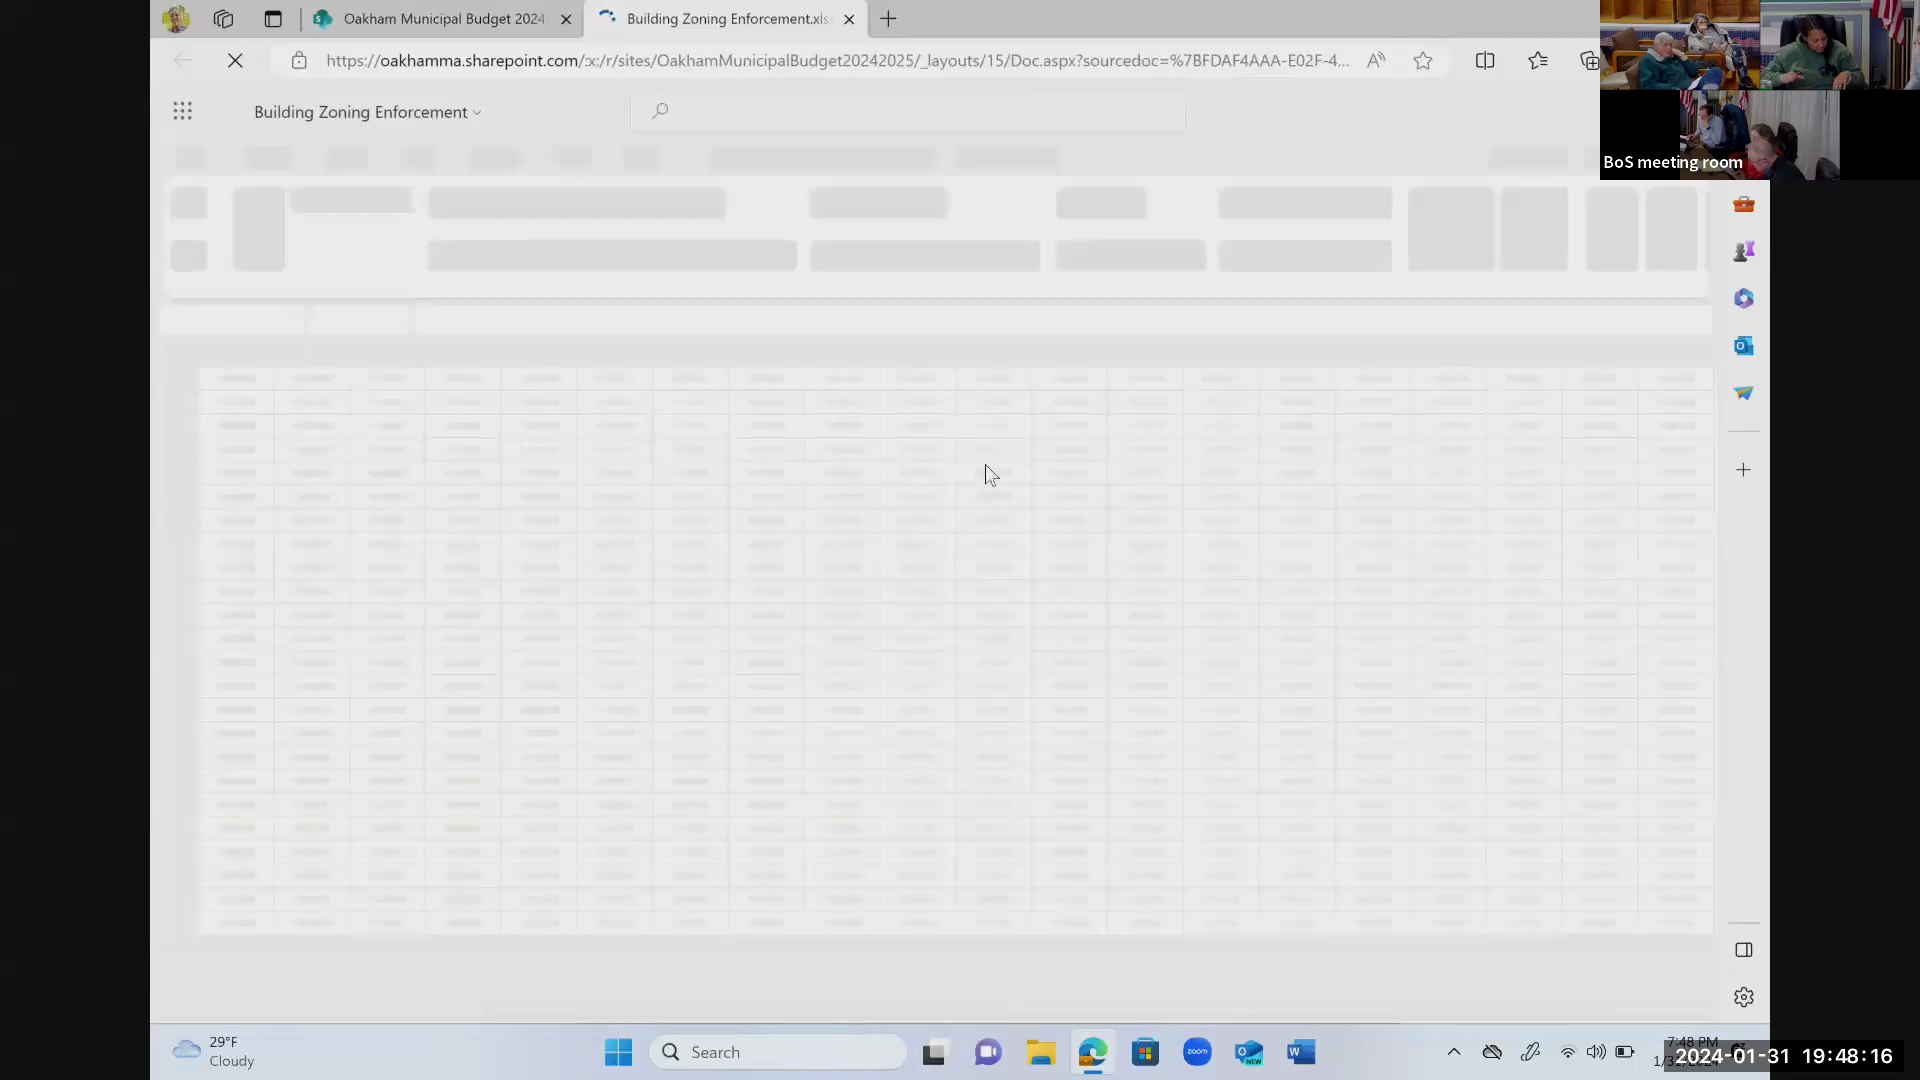 Oakham Municipal Budget 2024
Building Zoning Enforcement.xls
https://oakhamma.sharepoint.com/:x:/r/sites/OakhamMunicipalBudget20242025/_layouts/15/Doc.aspx?sourcedoc=%7BFDAF4AAA-E02F-4...
Building Zoning Enforcement
BoS meeting room
29°F
Cloudy
Search
zoom
NEW
7:48 PM
2024-01-31 19:48:16